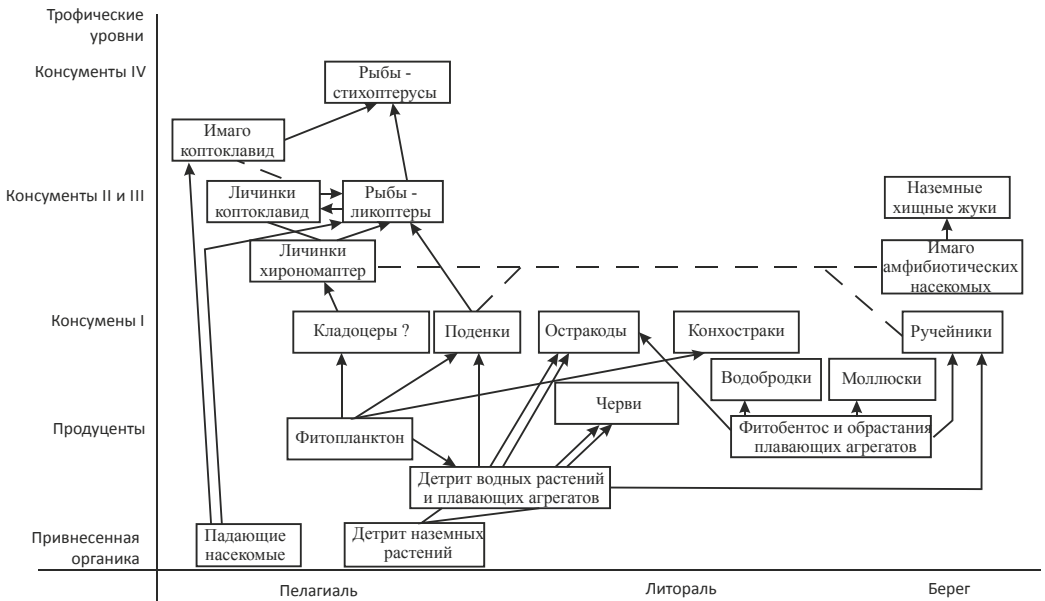 Трофические
уровни
Консументы IV
Рыбы -
стихоптерусы
Имаго
коптоклавид
Консументы II и III
Личинки
коптоклавид
Рыбы -
ликоптеры
Наземные
хищные жуки
Личинки
хирономаптер
Имаго
амфибиотических
насекомых
Консумены I
Кладоцеры ?
Поденки
Остракоды
Конхостраки
Ручейники
Водобродки
Моллюски
Черви
Продуценты
Фитопланктон
Фитобентос и обрастания
плавающих агрегатов
Детрит водных растений
и плавающих агрегатов
Привнесенная
органика
Падающие
насекомые
Детрит наземных
растений
Пелагиаль
Литораль
Берег